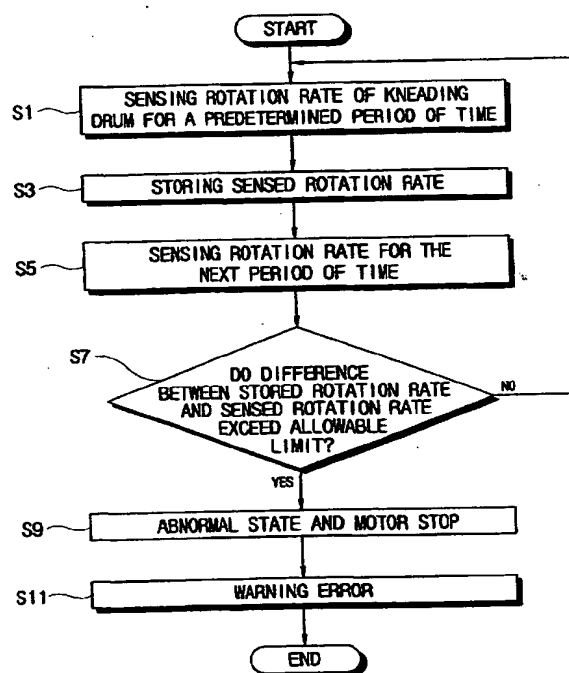 START
S1
SENSING ROTATION RATE OF KNEADING
DRUM FOR A PREDETERMINED PERIOD OF TIME
S3
STORING SENSED ROTATION RATE
S5
SENSING ROTATION RATE FOR THE
NEXT PERIOD OF TIME
S7
DO DIFFERENCE
BETWEEN STORED ROTATION RATE
AND SENSED ROTATION RATE
EXCEED ALLOWABLE
LIMIT?
NO
YES
S9
ABNORMAL STATE AND MOTOR STOP
S11
WARNING ERROR
END